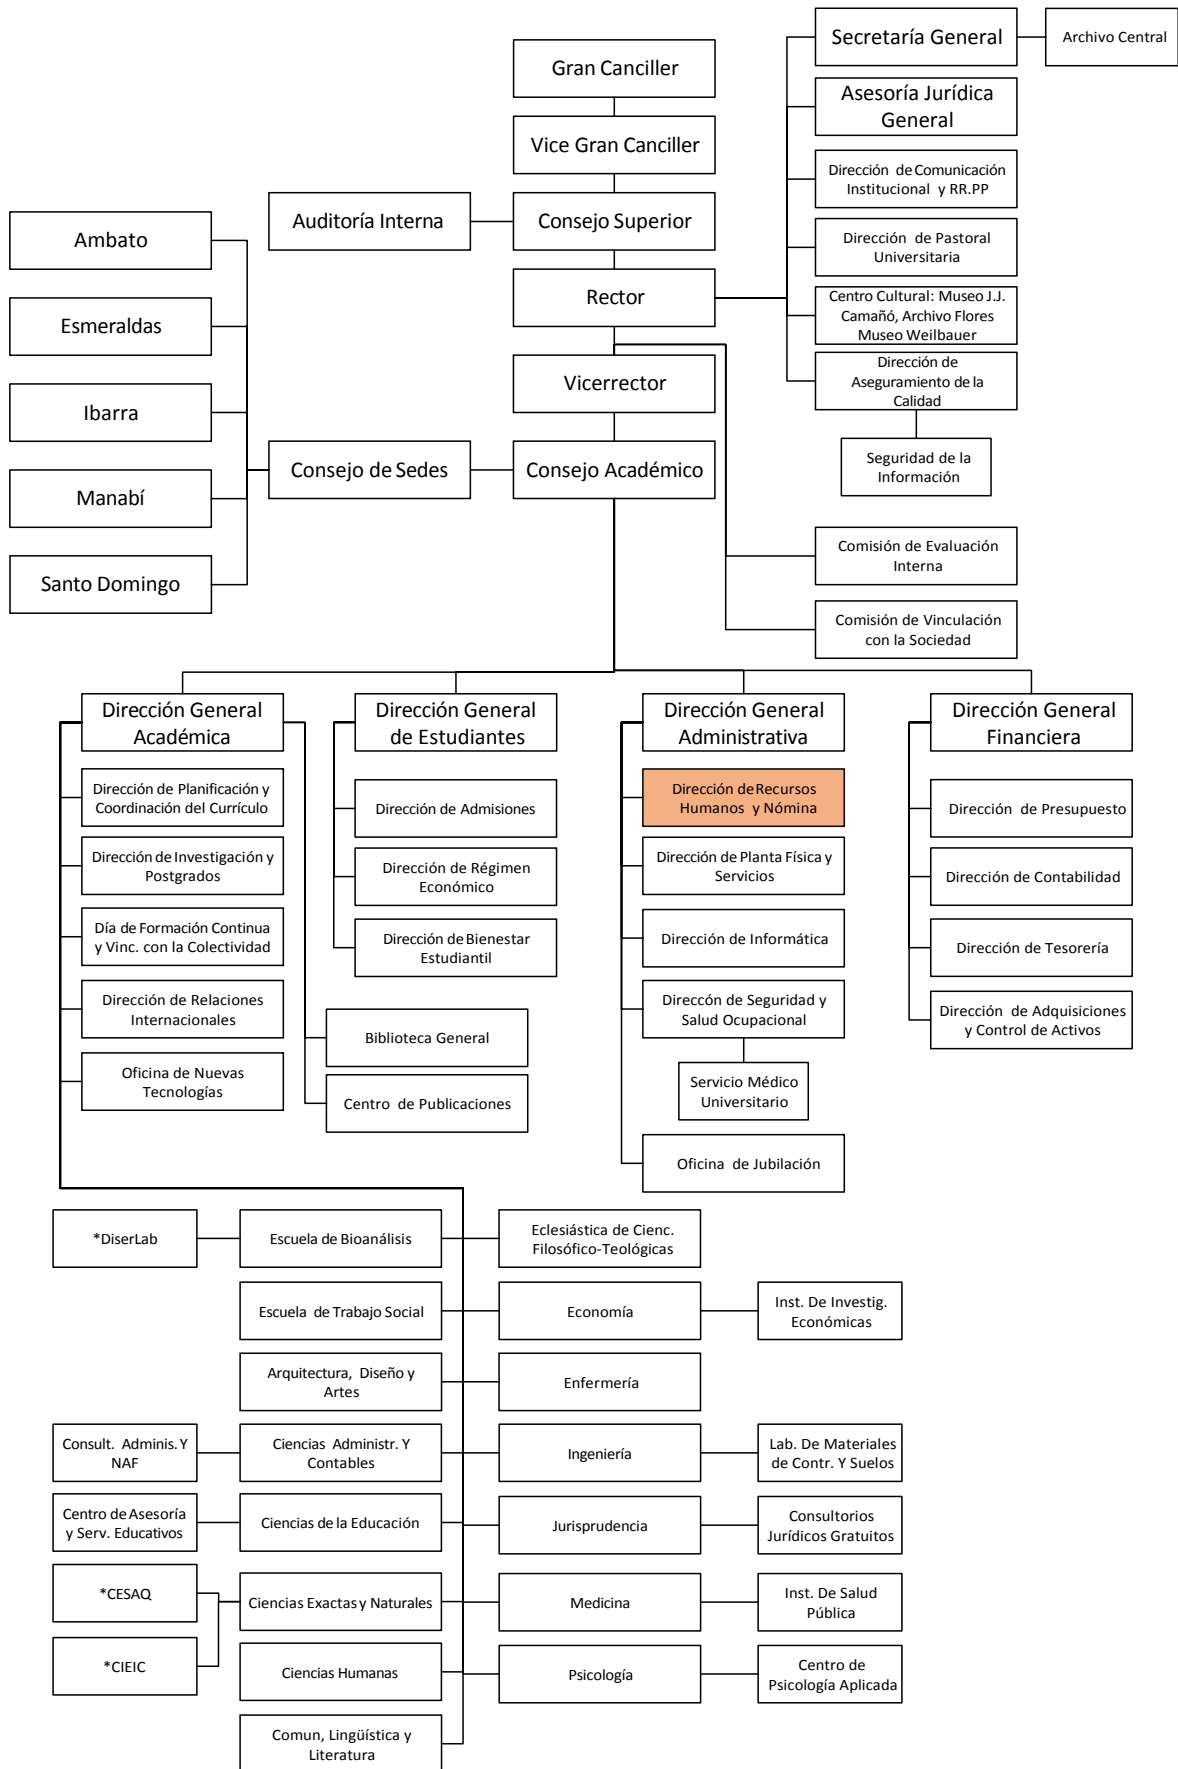 Secretaría General
Archivo Central
Gran Canciller
Asesoría Jurídica
General
Vice Gran Canciller
Dirección de Comunicación
Institucional y RR.PP
Auditoría Interna
Consejo Superior
Ambato
Dirección de Pastoral
Universitaria
Rector
Centro Cultural: Museo J.J.
Camañó, Archivo Flores
Museo Weilbauer
Esmeraldas
Vicerrector
Dirección de
Aseguramiento de la
Calidad
Ibarra
Consejo de Sedes
Consejo Académico
Seguridad de la
Información
Manabí
Comisión de Evaluación
Interna
Santo Domingo
Comisión de Vinculación
con la Sociedad
Dirección General
Académica
Dirección General
de Estudiantes
Dirección General
Administrativa
Dirección General
Financiera
Dirección de Planificación y
Coordinación del Currículo
Dirección de Admisiones
Dirección de Recursos
Humanos y Nómina
Dirección de Presupuesto
Dirección de Investigación y
Postgrados
Dirección de Régimen
Económico
Dirección de Planta Física y
Servicios
Dirección de Contabilidad
Día de Formación Continua
y Vinc. con la Colectividad
Dirección de Bienestar
Estudiantil
Dirección de Informática
Dirección de Tesorería
Dirección de Relaciones
Internacionales
Biblioteca General
Direccón de Seguridad y
Salud Ocupacional
Dirección de Adquisiciones
y Control de Activos
Oficina de Nuevas
Tecnologías
Centro de Publicaciones
Servicio Médico
Universitario
Oficina de Jubilación
*DiserLab
Escuela de Bioanálisis
Eclesiástica de Cienc.
Filosófico-Teológicas
Escuela de Trabajo Social
Economía
Inst. De Investig.
Económicas
Arquitectura, Diseño y
Artes
Enfermería
Consult. Adminis. Y
NAF
Ciencias Administr. Y
Contables
Ingeniería
Lab. De Materiales
de Contr. Y Suelos
Centro de Asesoría
y Serv. Educativos
Ciencias de la Educación
Jurisprudencia
Consultorios
Jurídicos Gratuitos
*CESAQ
Ciencias Exactas y Naturales
Medicina
Inst. De Salud
Pública
*CIEIC
Ciencias Humanas
Psicología
Centro de
Psicología Aplicada
Comun, Lingüística y
Literatura